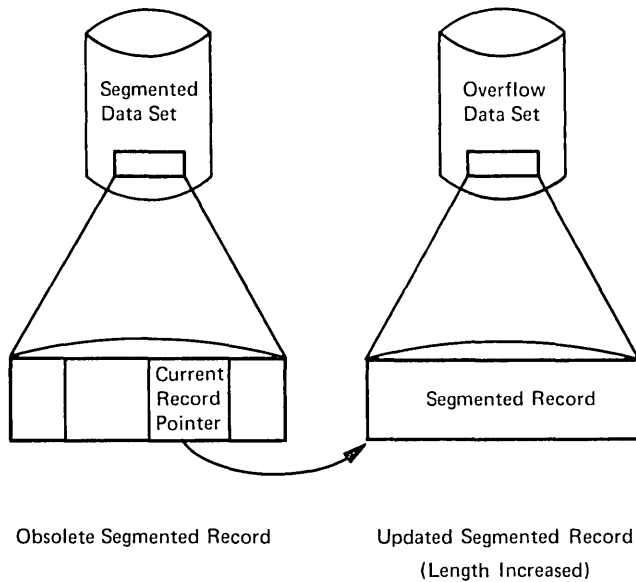 Segmented
Data Set
Overflow
Data Set
Current
Record
Pointer
Segmented Record
Obsolete Segmented Record
Updated Segmented Record
(Length Increased)